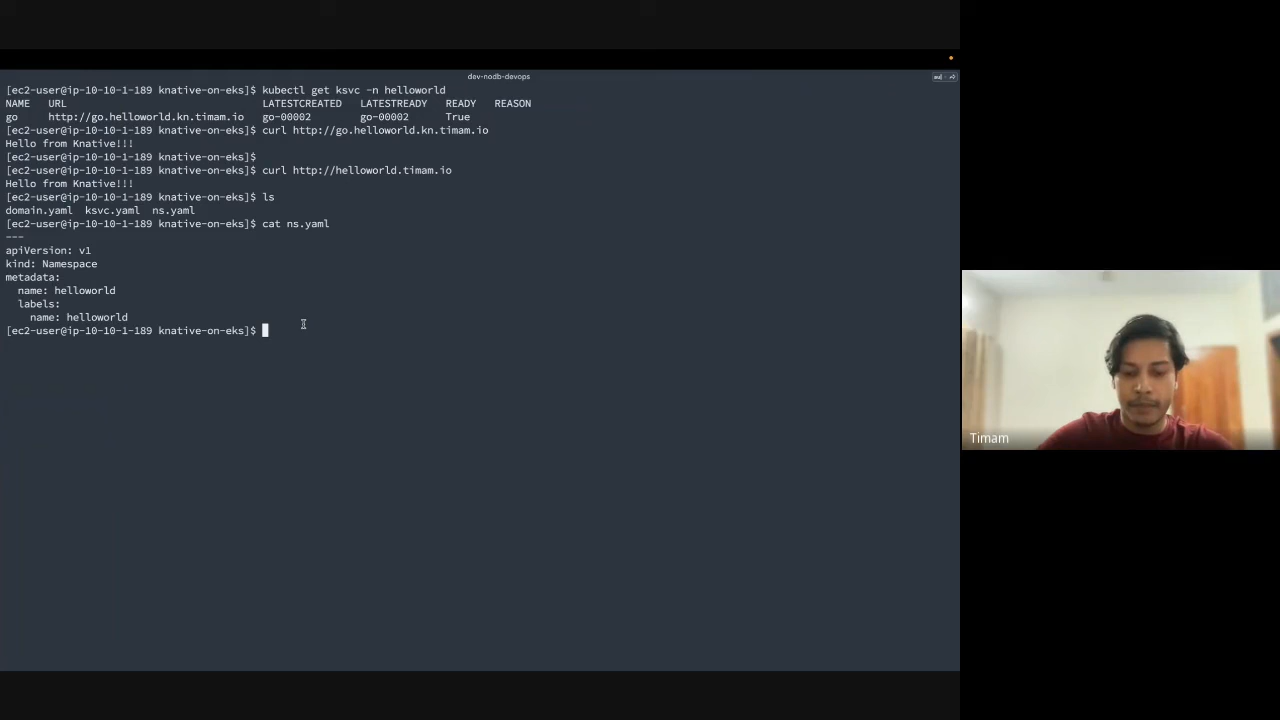 dev-nodb-devops
[ec2-user@ip-10-10-1-189 knative-on-eks]$ kubectl get ksvc -n helloworld
NAME   URL                                LATESTCREATED   LATESTREADY   READY   REASON
go     http://go.helloworld.kn.timam.io   go-00002        go-00002      True
[ec2-user@ip-10-10-1-189 knative-on-eks]$ curl http://go.helloworld.kn.timam.io
Hello from Knative!!!
[ec2-user@ip-10-10-1-189 knative-on-eks]$
[ec2-user@ip-10-10-1-189 knative-on-eks]$ curl http://helloworld.timam.io
Hello from Knative!!!
[ec2-user@ip-10-10-1-189 knative-on-eks]$ ls
domain.yaml  ksvc.yaml  ns.yaml
[ec2-user@ip-10-10-1-189 knative-on-eks]$ cat ns.yaml
---
apiVersion: v1
kind: Namespace
metadata:
  name: helloworld
  labels:
    name: helloworld
[ec2-user@ip-10-10-1-189 knative-on-eks]$
Timam